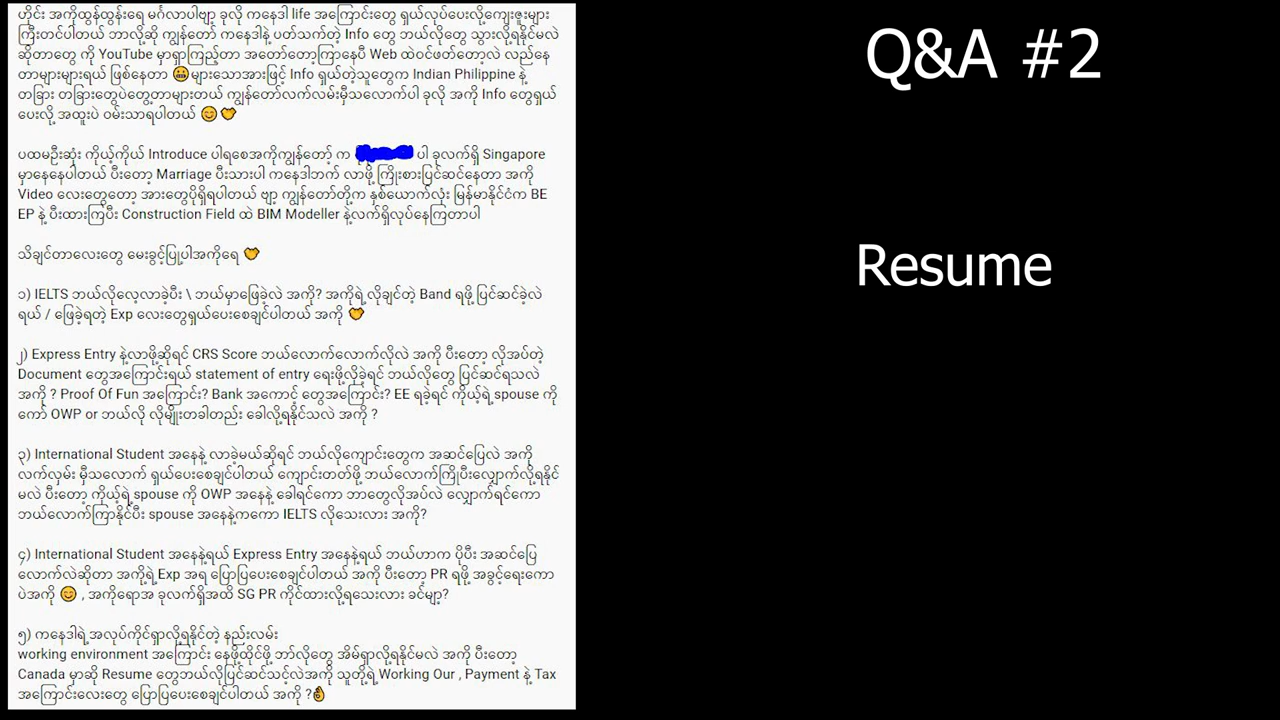 ဟိုင်း အကိုထွန်ထွန်းရေ မင်္ဂလာပါဗျာ့ ခုလို ကနေဒါ life အကြောင်းတွေ ရှယ်လုပ်ပေးလို့ကျေးဇူးများ
ကြီးတင်ပါတယ် ဘာလို့ဆို ကျွန်တော် ကနေဒါနဲ့ ပတ်သက်တဲ့ Info တွေ ဘယ်လိုတွေ သွားလို့ရနိုင်မလဲ
ဆိုတာတွေ ကို YouTube မှာရှာကြည့်တာ အတော်တော့ကြာနေပီ Web ထဲဝင်ဖတ်တော့လဲ လည်နေ
တာများများရယ် ဖြစ်နေတာ 😁များသောအားဖြင့် Info ရှယ်တဲ့သူတွေက Indian Philippine နဲ့
တခြား တခြားတွေပဲတွေ့တာများတယ် ကျွန်တော်လက်လမ်းမှီသလောက်ပါ ခုလို အကို Info တွေရှယ်
ပေးလို့ အထူးပဲ ဝမ်းသာရပါတယ် 😊
ပထမဦးဆုံး ကိုယ့်ကိုယ် Introduce ပါရစေအကိုကျွန်တော့် က ပါ ခုလက်ရှိ Singapore
မှာနေနေပါတယ် ပီးတော့ Marriage ပီးသားပါ ကနေဒါဘက် လာဖို့ ကြိုးစားပြင်ဆင်နေတာ အကို
Video လေးတွေတော့ အားတွေပိုရှိရပါတယ် ဗျာ့ ကျွန်တော်တို့က နှစ်ယောက်လုံး မြန်မာနိုင်ငံက BE
EP နဲ့ ပီးထားကြပြီး Construction Field ထဲ BIM Modeller နဲ့လက်ရှိလုပ်နေကြတာပါ
သိချင်တာလေးတွေ မေးခွင့်ပြုပါအကိုရေ
၁) IELTS ဘယ်လိုလေ့လာခဲ့ပီး \ ဘယ်မှာဖြေခဲ့လဲ အကို? အကိုရဲ့ လိုချင်တဲ့ Band ရဖို့ ပြင်ဆင်ခဲ့လဲ
ရယ် / ဖြေခဲ့ရတဲ့ Exp လေးတွေရှယ်ပေးစေချင်ပါတယ် အကို
၂) Express Entry နဲ့လာဖို့ဆိုရင် CRS Score ဘယ်လောက်လောက်လိုလဲ အကို ပီးတော့ လိုအပ်တဲ့
Document တွေအကြောင်းရယ် statement of entry ရေးဖို့လိုခဲ့ရင် ဘယ်လိုတွေ ပြင်ဆင်ရသလဲ
အကို ? Proof Of Fun အကြောင်း? Bank အကောင့် တွေအကြောင်း? EE ရခဲ့ရင် ကိုယ့်ရဲ့ spouse ကို
ကော် OWP or ဘယ်လို လိုမျိုးတခါတည်း ခေါ်လို့ရနိုင်သလဲ အကို ?
၃) International Student အနေနဲ့ လာခဲ့မယ်ဆိုရင် ဘယ်လိုကျောင်းတွေက အဆင်ပြေလဲ အကို
လက်လှမ်း မှီသလောက် ရှယ်ပေးစေချင်ပါတယ် ကျောင်းတတ်ဖို့ ဘယ်လောက်ကြိုပီးလျှောက်လို့ရနိုင်
မလဲ ပီးတော့ ကိုယ့်ရဲ့ spouse ကို OWP အနေနဲ့ ခေါ်ရင်ကော ဘာတွေလိုအပ်လဲ လျှောက်ရင်ကော
ဘယ်လောက်ကြာနိုင်ပီး spouse အနေနဲ့ကကော IELTS လိုသေးလား အကို?
၄) International Student အနေနဲ့ရယ် Express Entry အနေနဲ့ရယ် ဘယ်ဟာက ပိုပီး အဆင်ပြေ
လောက်လဲဆိုတာ အကို့ရဲ့ Exp အရ ပြောပြပေးစေချင်ပါတယ် အကို ပီးတော့ PR ရဖို့ အခွင့်ရေးကော
ပဲအကို 😊 , အကိုရောအ ခုလက်ရှိအထိ SG PR ကိုင်ထားလို့ရသေးလား ခင်မျာ့?
၅) ကနေဒါရဲ့ အလုပ်ကိုင်ရှာလို့ရနိုင်တဲ့ နည်းလမ်း
working environment အကြောင်း နေဖို့ထိုင်ဖို့ ဘာ်လိုတွေ အိမ်ရှာလို့ရနိုင်မလဲ အကို ပီးတော့
Canada မှာဆို Resume တွေဘယ်လိုပြင်ဆင်သင့်လဲအကို သူတို့ရဲ့ Working Our , Payment နဲ့ Tax
အကြောင်းလေးတွေ ပြောပြပေးစေချင်ပါတယ် အကို ?👌
Q&A #2
Resume